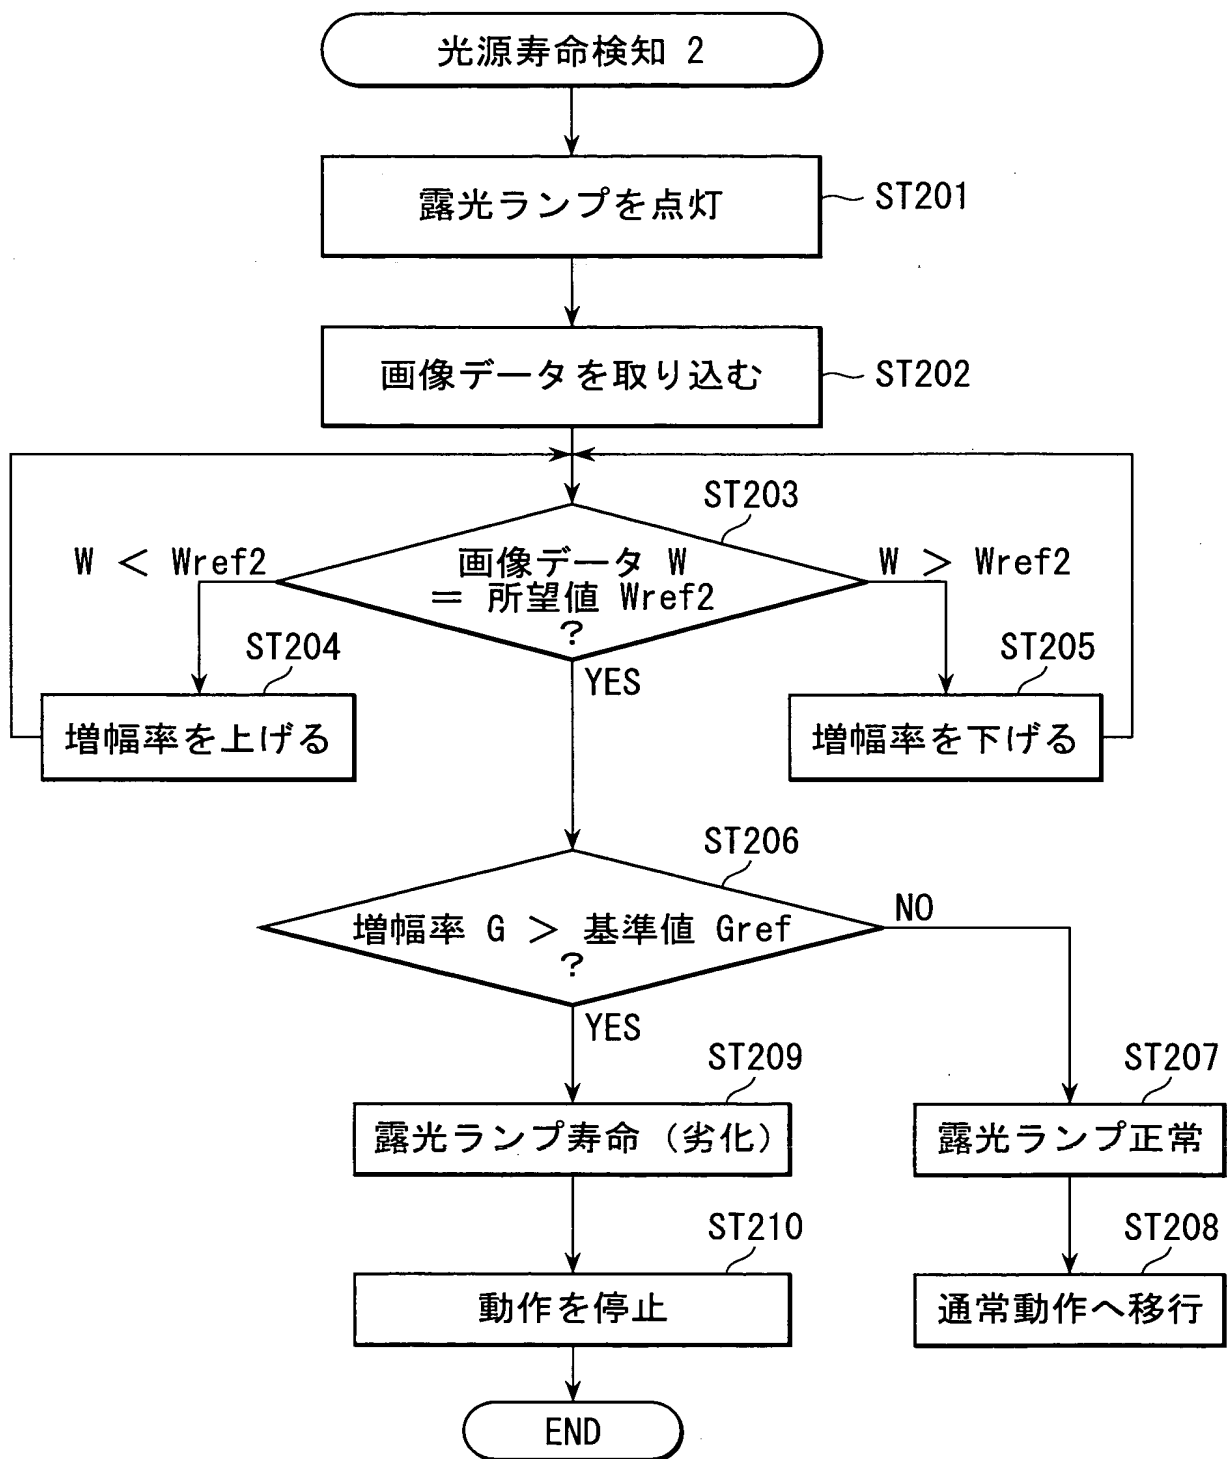 光源寿命検知 2
露光ランプを点灯
ST201
画像データを取り込む
ST202
ST203
W < Wref2
画像データ W
= 所望値 Wref2
?
W > Wref2
ST204
YES
ST205
増幅率を上げる
増幅率を下げる
ST206
増幅率 G > 基準値 Gref
?
NO
YES
ST209
ST207
露光ランプ寿命（劣化）
露光ランプ正常
ST210
ST208
動作を停止
通常動作へ移行
END